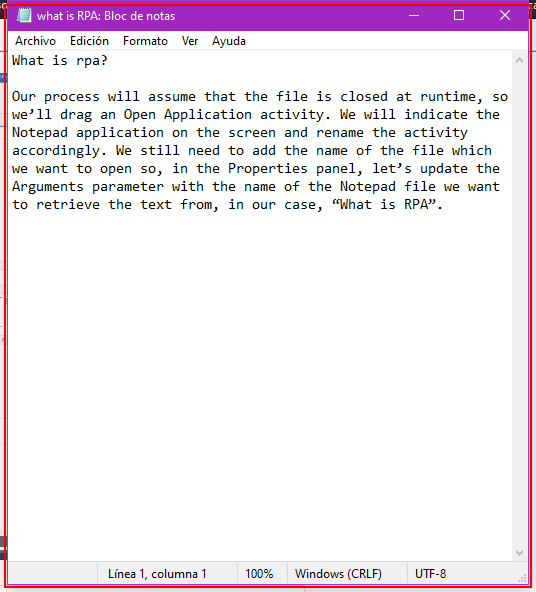 what is RPA: Bloc de notas
Archivo Edición Formato Ver Ayuda
What is rpa?
Our process will assume that the file is closed at runtime, so
we’ll drag an Open Application activity. We will indicate the
Notepad application on the screen and rename the activity
accordingly. We still need to add the name of the file which
we want to open so, in the Properties panel, let’s update the
Arguments parameter with the name of the Notepad file we want
to retrieve the text from, in our case, “What is RPA”.
Línea 1, columna 1 100% Windows (CRLF) UTF-8